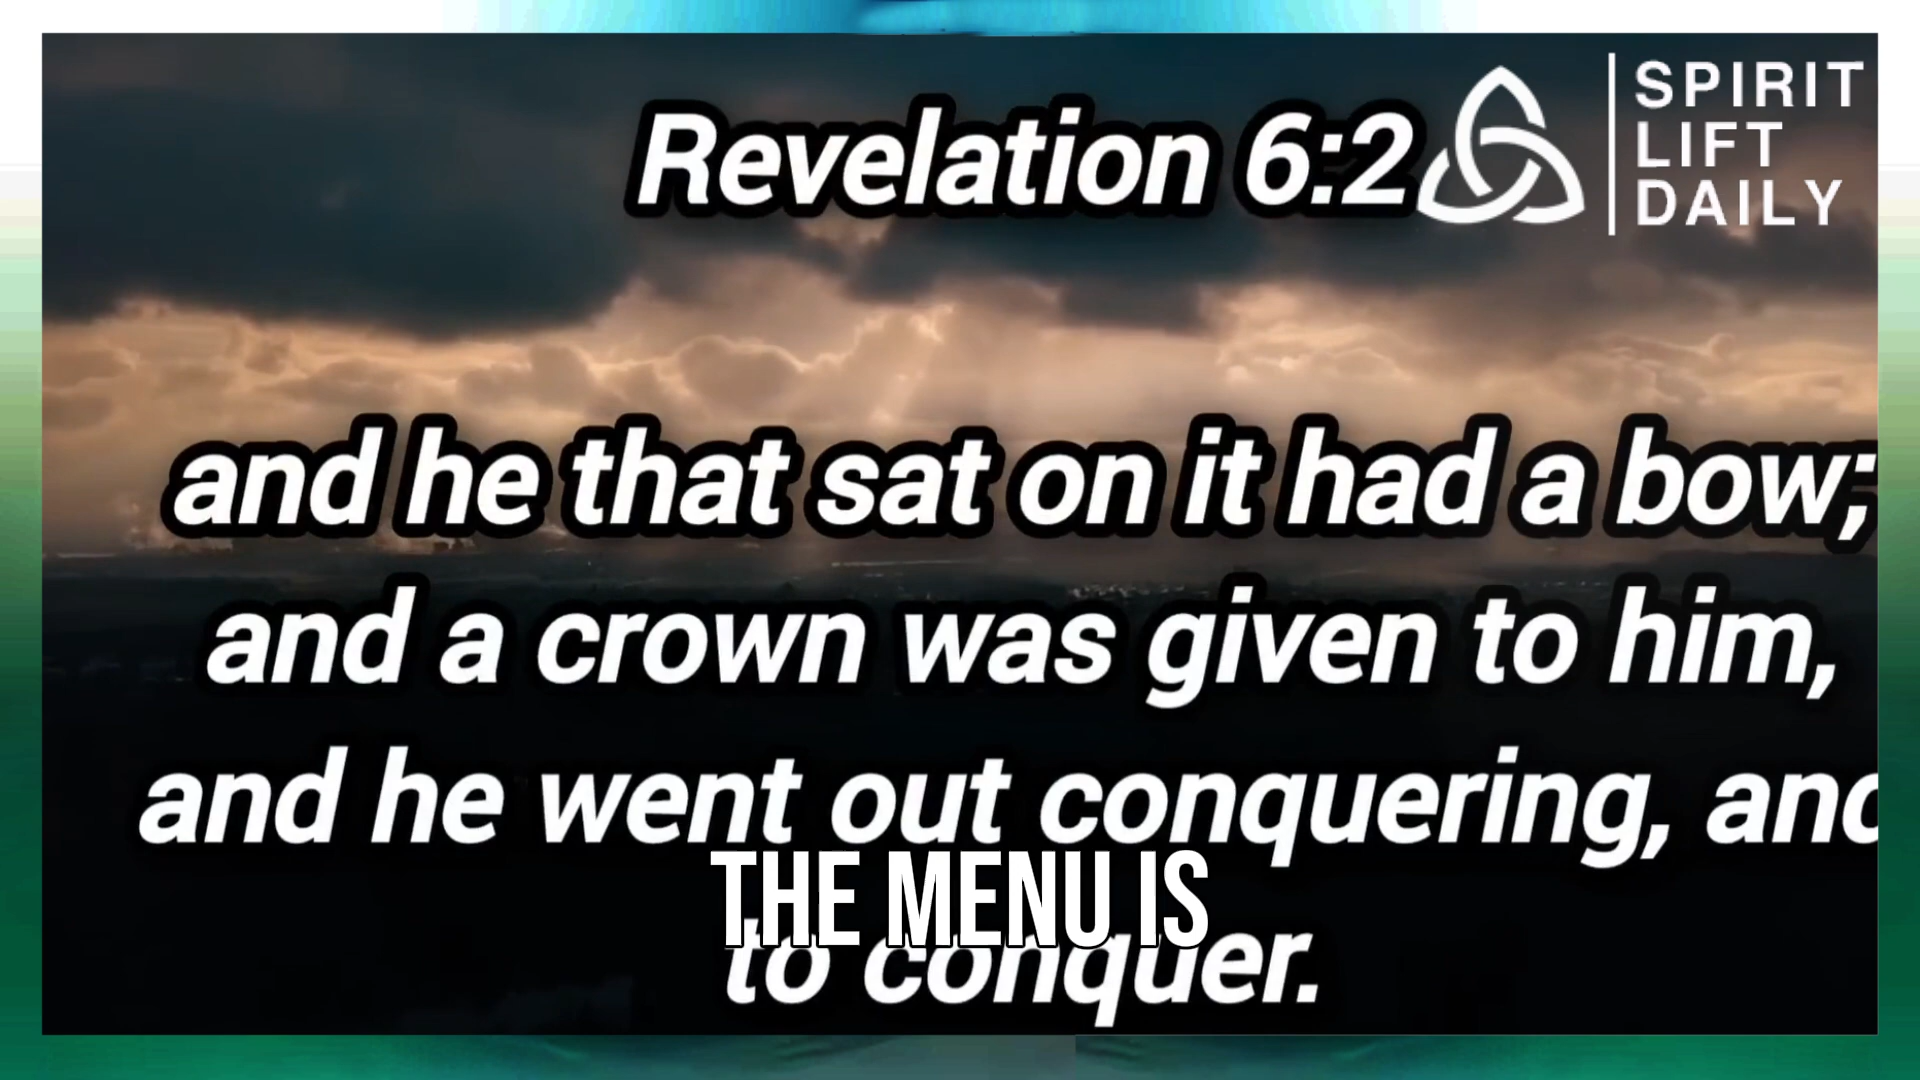 Revelation 6:2
SPIRIT
LIFT
DAILY
and he that sat on it had a bow;
and a crown was given to him,
and he went out conquering, and
THE MENU IS
to conquer.